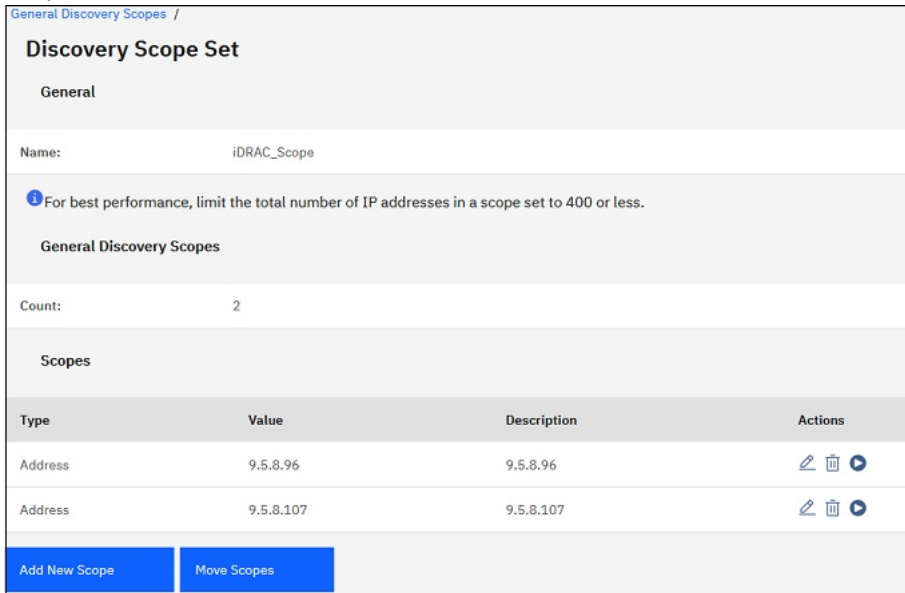 General Discovery Scopes /
Discovery Scope Set
General
Name: iDRAC_Scope
For best performance, limit the total number of IP addresses in a scope set to 400 or less.
General Discovery Scopes
Count: 2
Scopes
Type Value Description Actions
Address 9.5.8.96 9.5.8.96
Address 9.5.8.107 9.5.8.107
Add New Scope Move Scopes